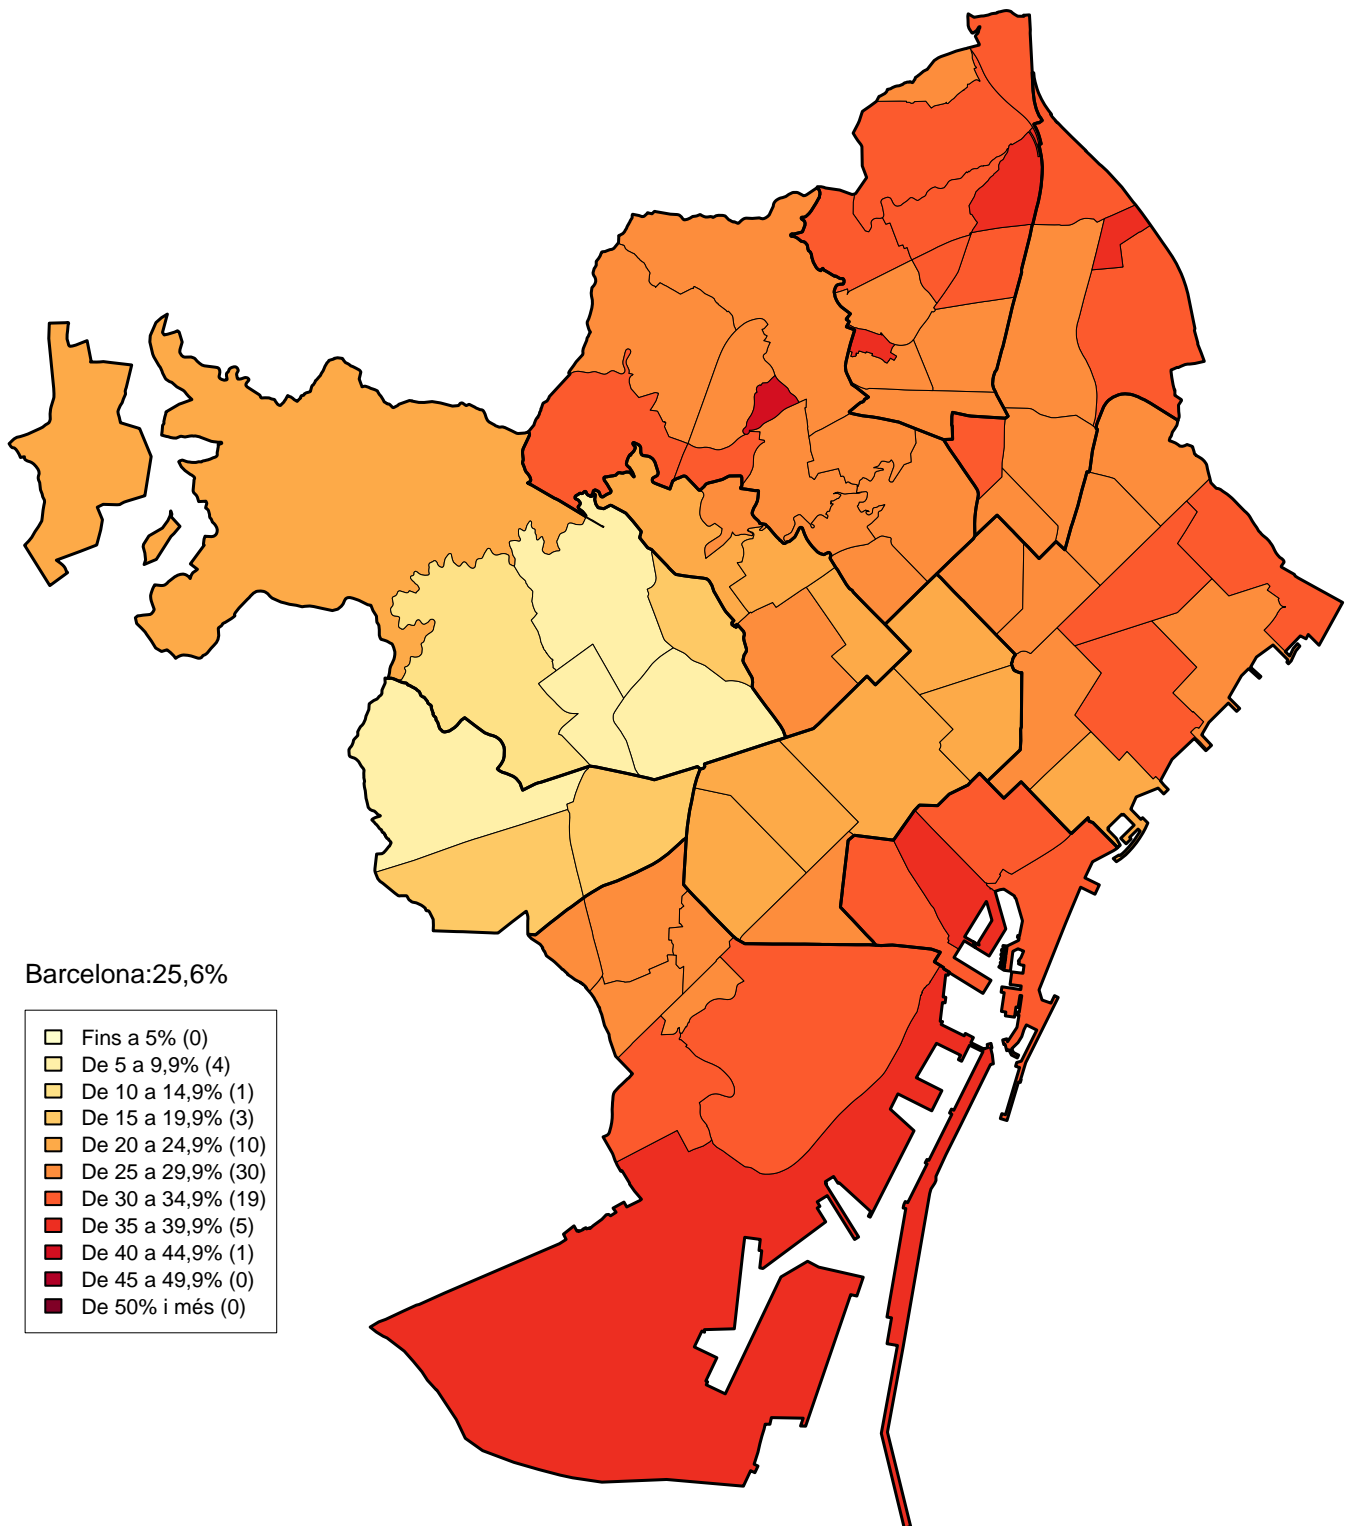 Barcelona:25,6%
Fins a 5% (0)
De 5 a 9,9% (4)
De 10 a 14,9% (1)
De 15 a 19,9% (3)
De 20 a 24,9% (10)
De 25 a 29,9% (30)
De 30 a 34,9% (19)
De 35 a 39,9% (5)
De 40 a 44,9% (1)
De 45 a 49,9% (0)
De 50% i més (0)